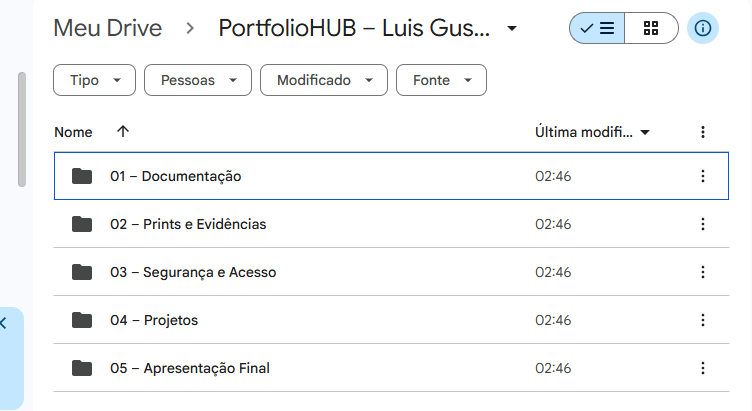 Meu Drive > PortfolioHUB – Luis Gus...
Tipo Pessoas Modificado Fonte
Nome Última modifi...
01 – Documentação 02:46
02 – Prints e Evidências 02:46
03 – Segurança e Acesso 02:46
04 – Projetos 02:46
05 – Apresentação Final 02:46